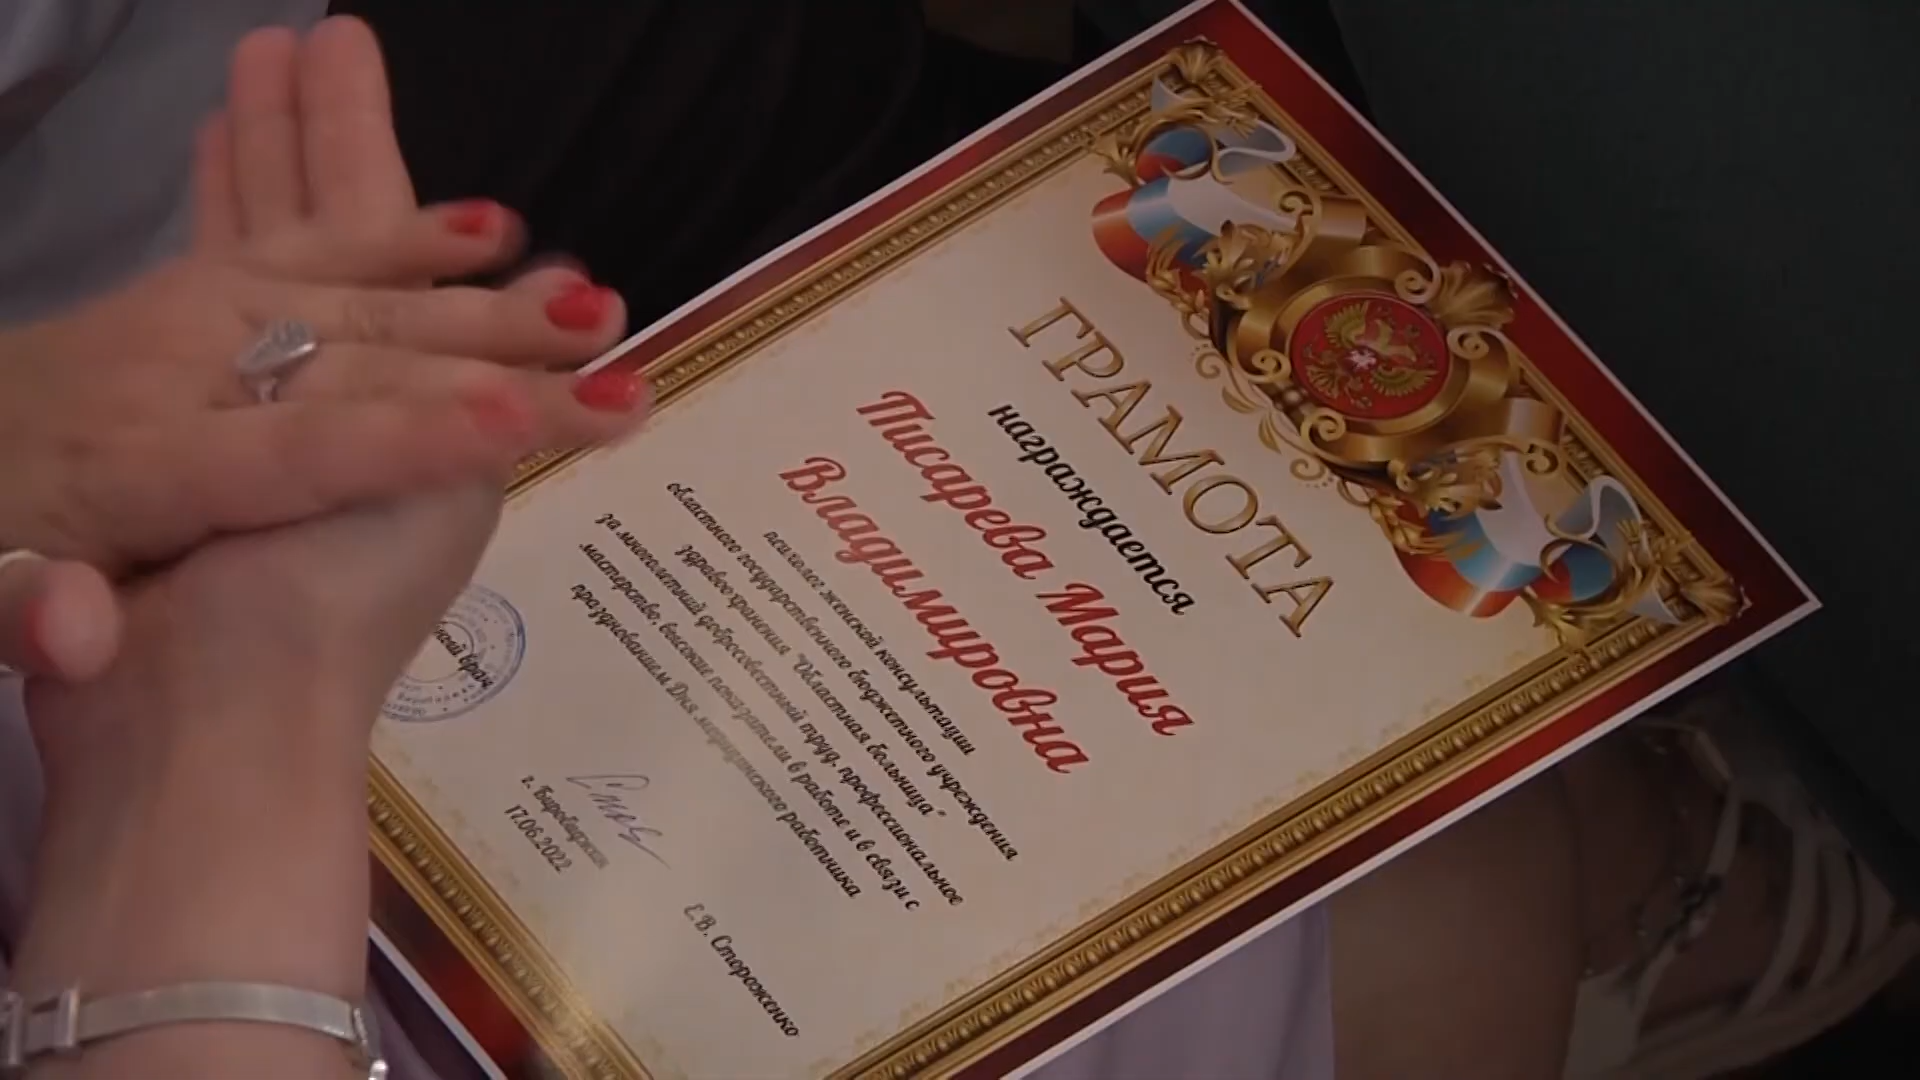 ГРАМОТА
награждается
Писарева Мария
Владимировна
психолог женской консультации
областного государственного бюджетного учреждения
здравоохранения "Областная больница"
за многолетний добросовестный труд, профессиональное
мастерство, высокие показатели в работе и в связи с
празднованием Дня медицинского работника
врач
Е.В. Стороженко
г. Биробиджан
17.06.2022